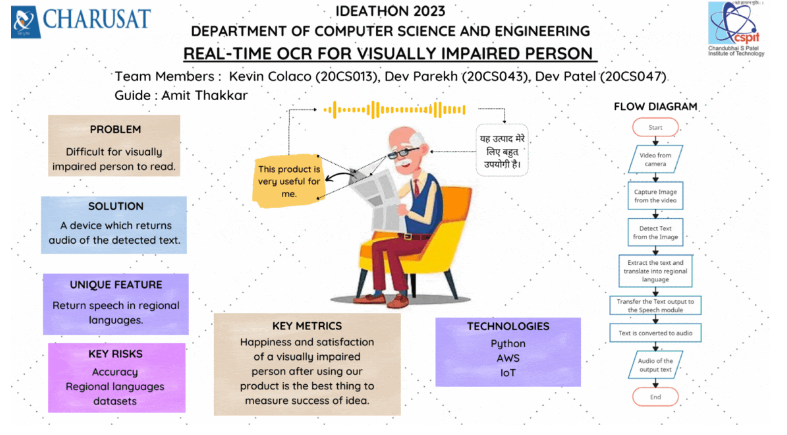 CHARUSAT
IDEATHON 2023
DEPARTMENT OF COMPUTER SCIENCE AND ENGINEERING
REAL-TIME OCR FOR VISUALLY IMPAIRED PERSON
cspit
Chandubhai S Patel
Institute of Technology
Team Members : Kevin Colaco (20CS013), Dev Parekh (20CS043), Dev Patel (20CS047)
Guide : Amit Thakkar
PROBLEM
Difficult for visually
impaired person to read.
SOLUTION
A device which returns
audio of the detected text.
UNIQUE FEATURE
Return speech in regional
languages.
KEY RISKS
Accuracy
Regional languages
datasets
This product is
very useful for
me.
यह उत्पाद मेरे
लिए बहुत
उपयोगी है।
KEY METRICS
Happiness and satisfaction
of a visually impaired
person after using our
product is the best thing to
measure success of idea.
TECHNOLOGIES
Python
AWS
IoT
FLOW DIAGRAM
Start
Video from
camera
Capture Image
from the video
Detect Text
from the Image
Extract the text and
translate into regional
language
Transfer the Text output to
the Speech module
Text is converted to audio
Audio of the
output text
End